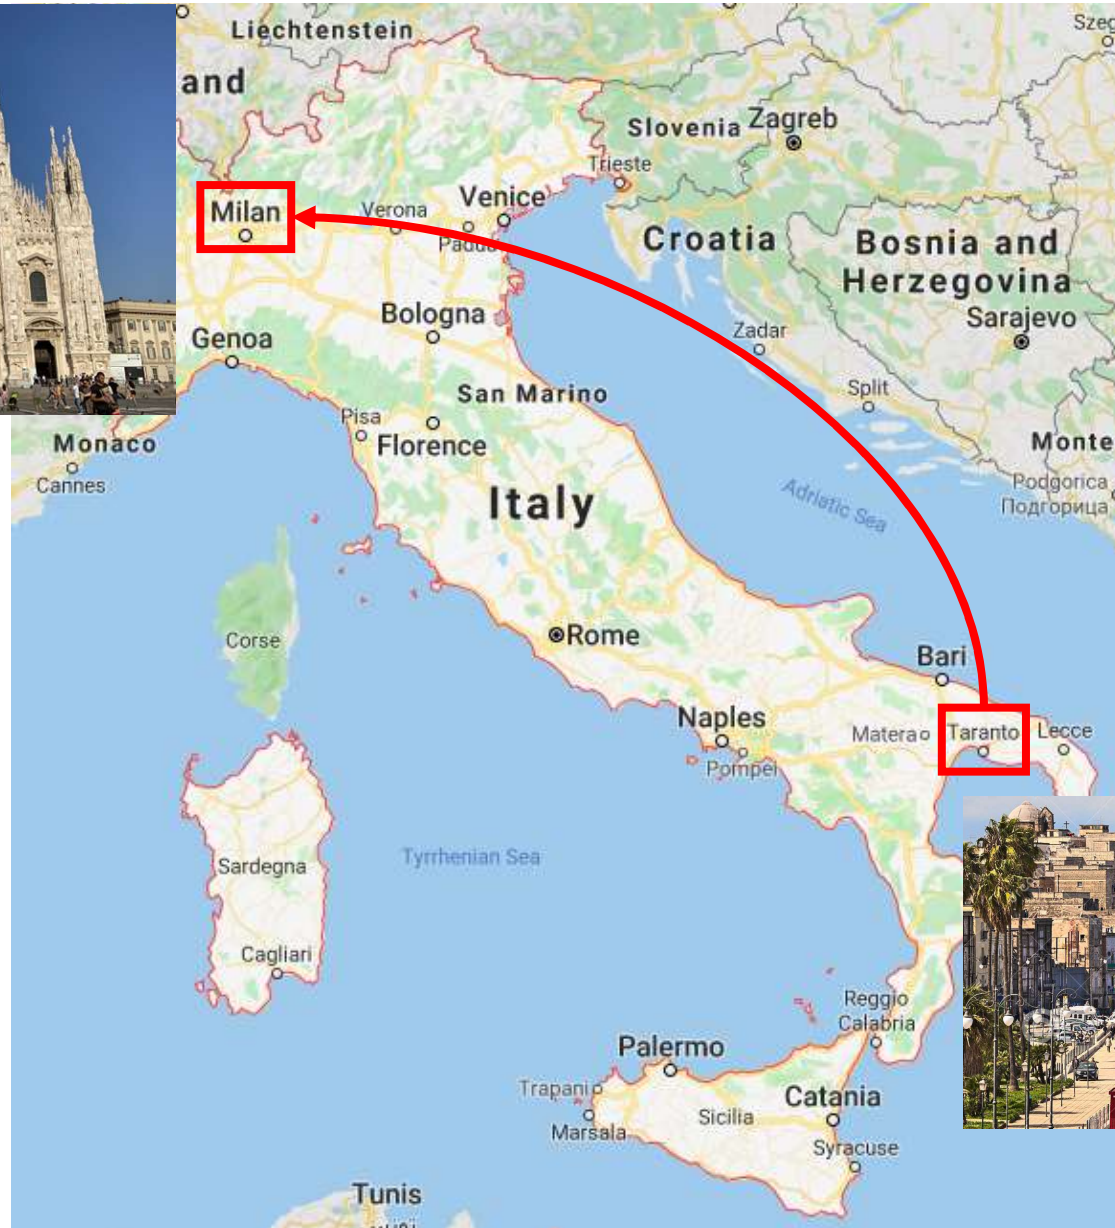 Liechtenstein
Szeg
and
Zagreb
Slovenia
Trieste
Milan
Verona
Venice
Padua
Croatia
Bosnia and
Herzegovina
Sarajevo
Bologna
Genoa
Zadar
San Marino
Split
Pisa
Florence
Monaco
Cannes
Monte
Podgorica
Подгорица
Italy
Adriatic Sea
Corse
Rome
Bari
Naples
Pompei
Matera
Taranto
Lecce
Sardegna
Tyrrhenian Sea
Cagliari
Reggio
Calabria
Palermo
Trapani
Marsala
Sicilia
Catania
Syracuse
Tunis